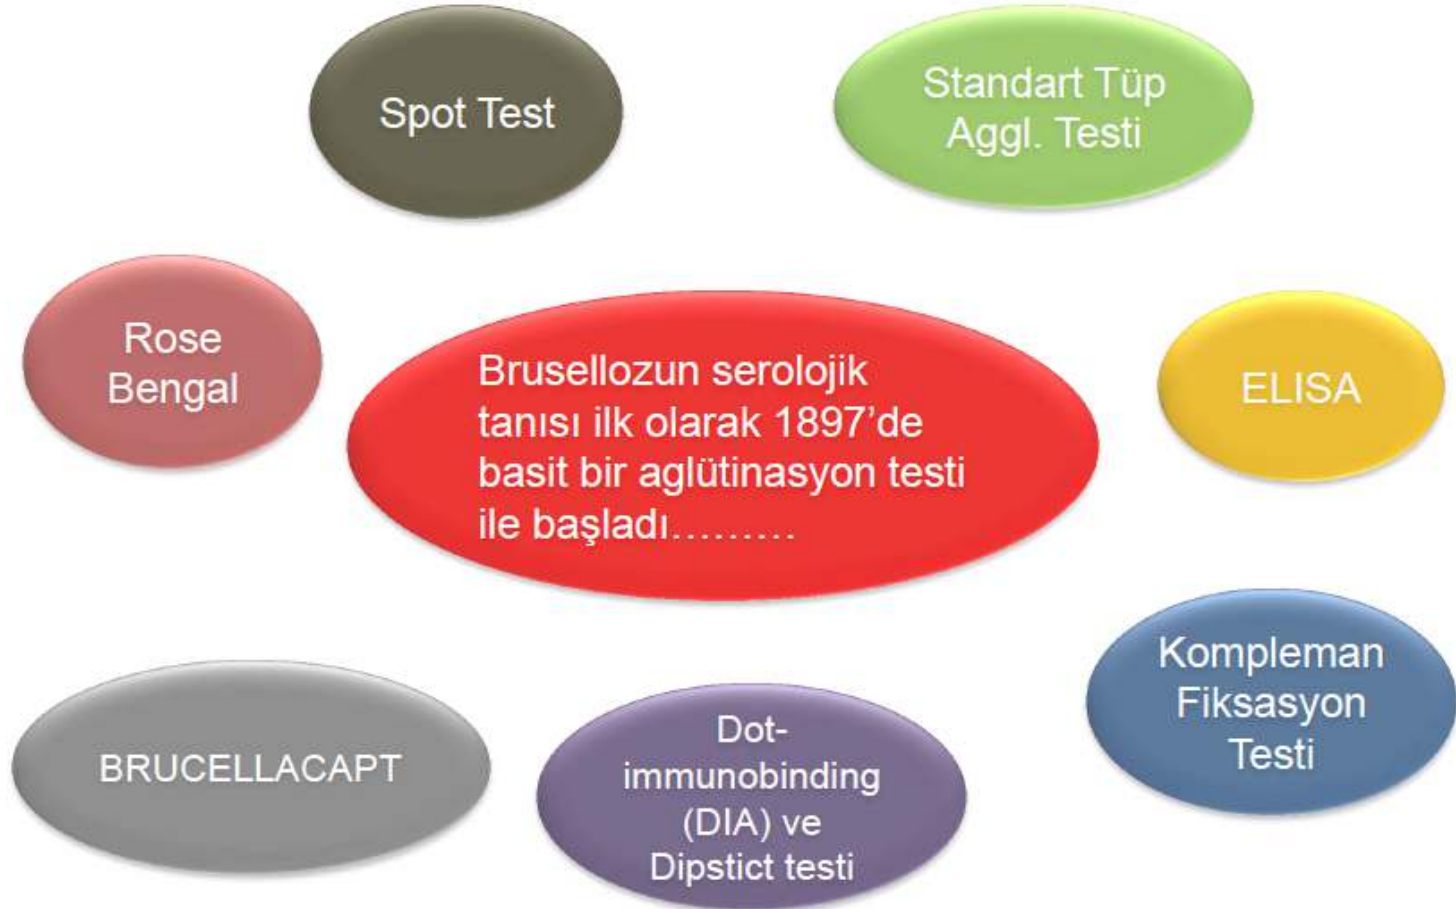 Spot Test
Standart Tüp
Aggl. Testi
Rose
Bengal
Brusellozun serolojik
tanısı ilk olarak 1897’de
basit bir aglütinasyon testi
ile başladı………
ELISA
Kompleman
Fiksasyon
Testi
BRUCELLACAPT
Dot-
immunobinding
(DIA) ve
Dipstict testi